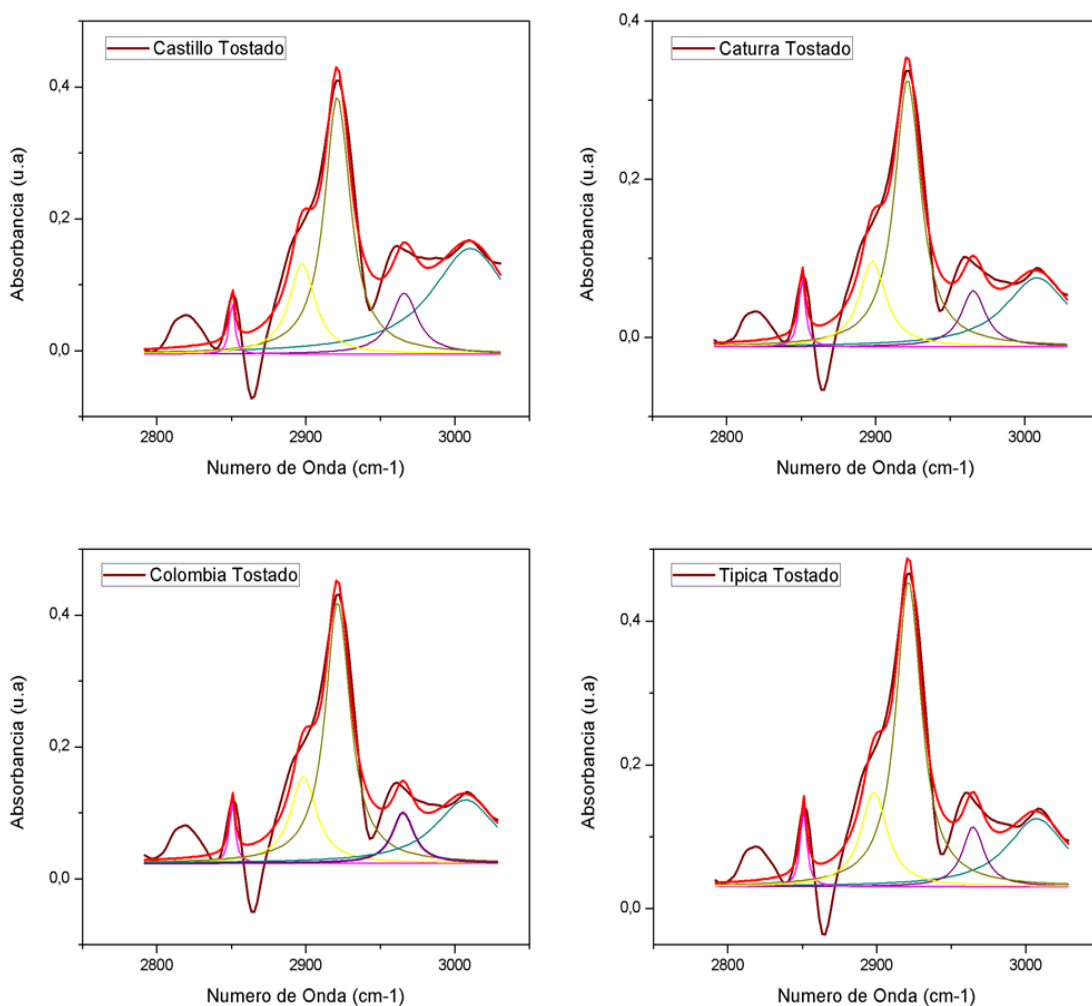 Castillo Tostado
0,4
0,2
0,0
Absorbancia (u.a)
2800
2900
3000
Numero de Onda (cm-1)
Caturra Tostado
0,4
0,2
0,0
Absorbancia (u.a)
2800
2900
3000
Numero de Onda (cm-1)
Colombia Tostado
0,4
0,2
0,0
Absorbancia (u.a)
2800
2900
3000
Numero de Onda (cm-1)
Tipica Tostado
0,4
0,2
0,0
Absorbancia (u.a)
2800
2900
3000
Numero de Onda (cm-1)